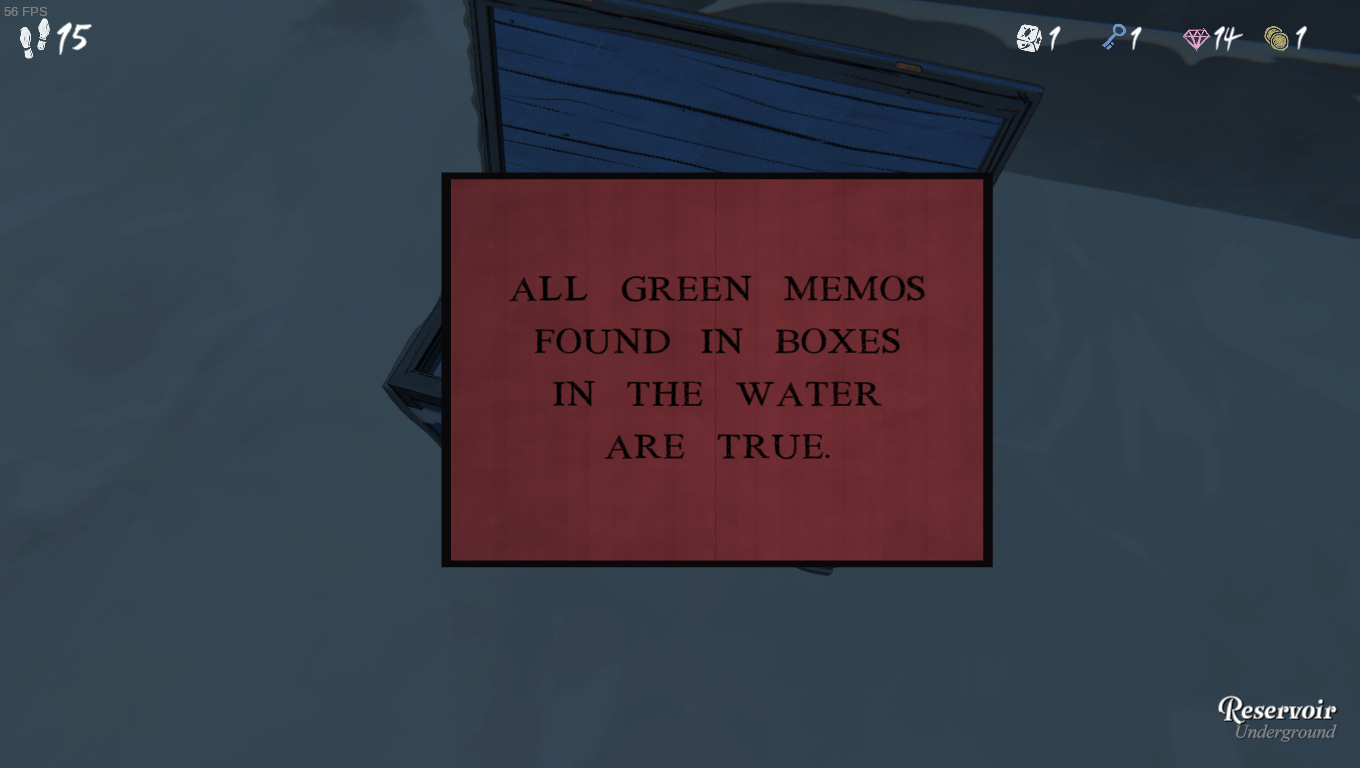 56 FPS
15
1 1 14 1
ALL GREEN MEMOS
FOUND IN BOXES
IN THE WATER
ARE TRUE.
Reservoir
Underground